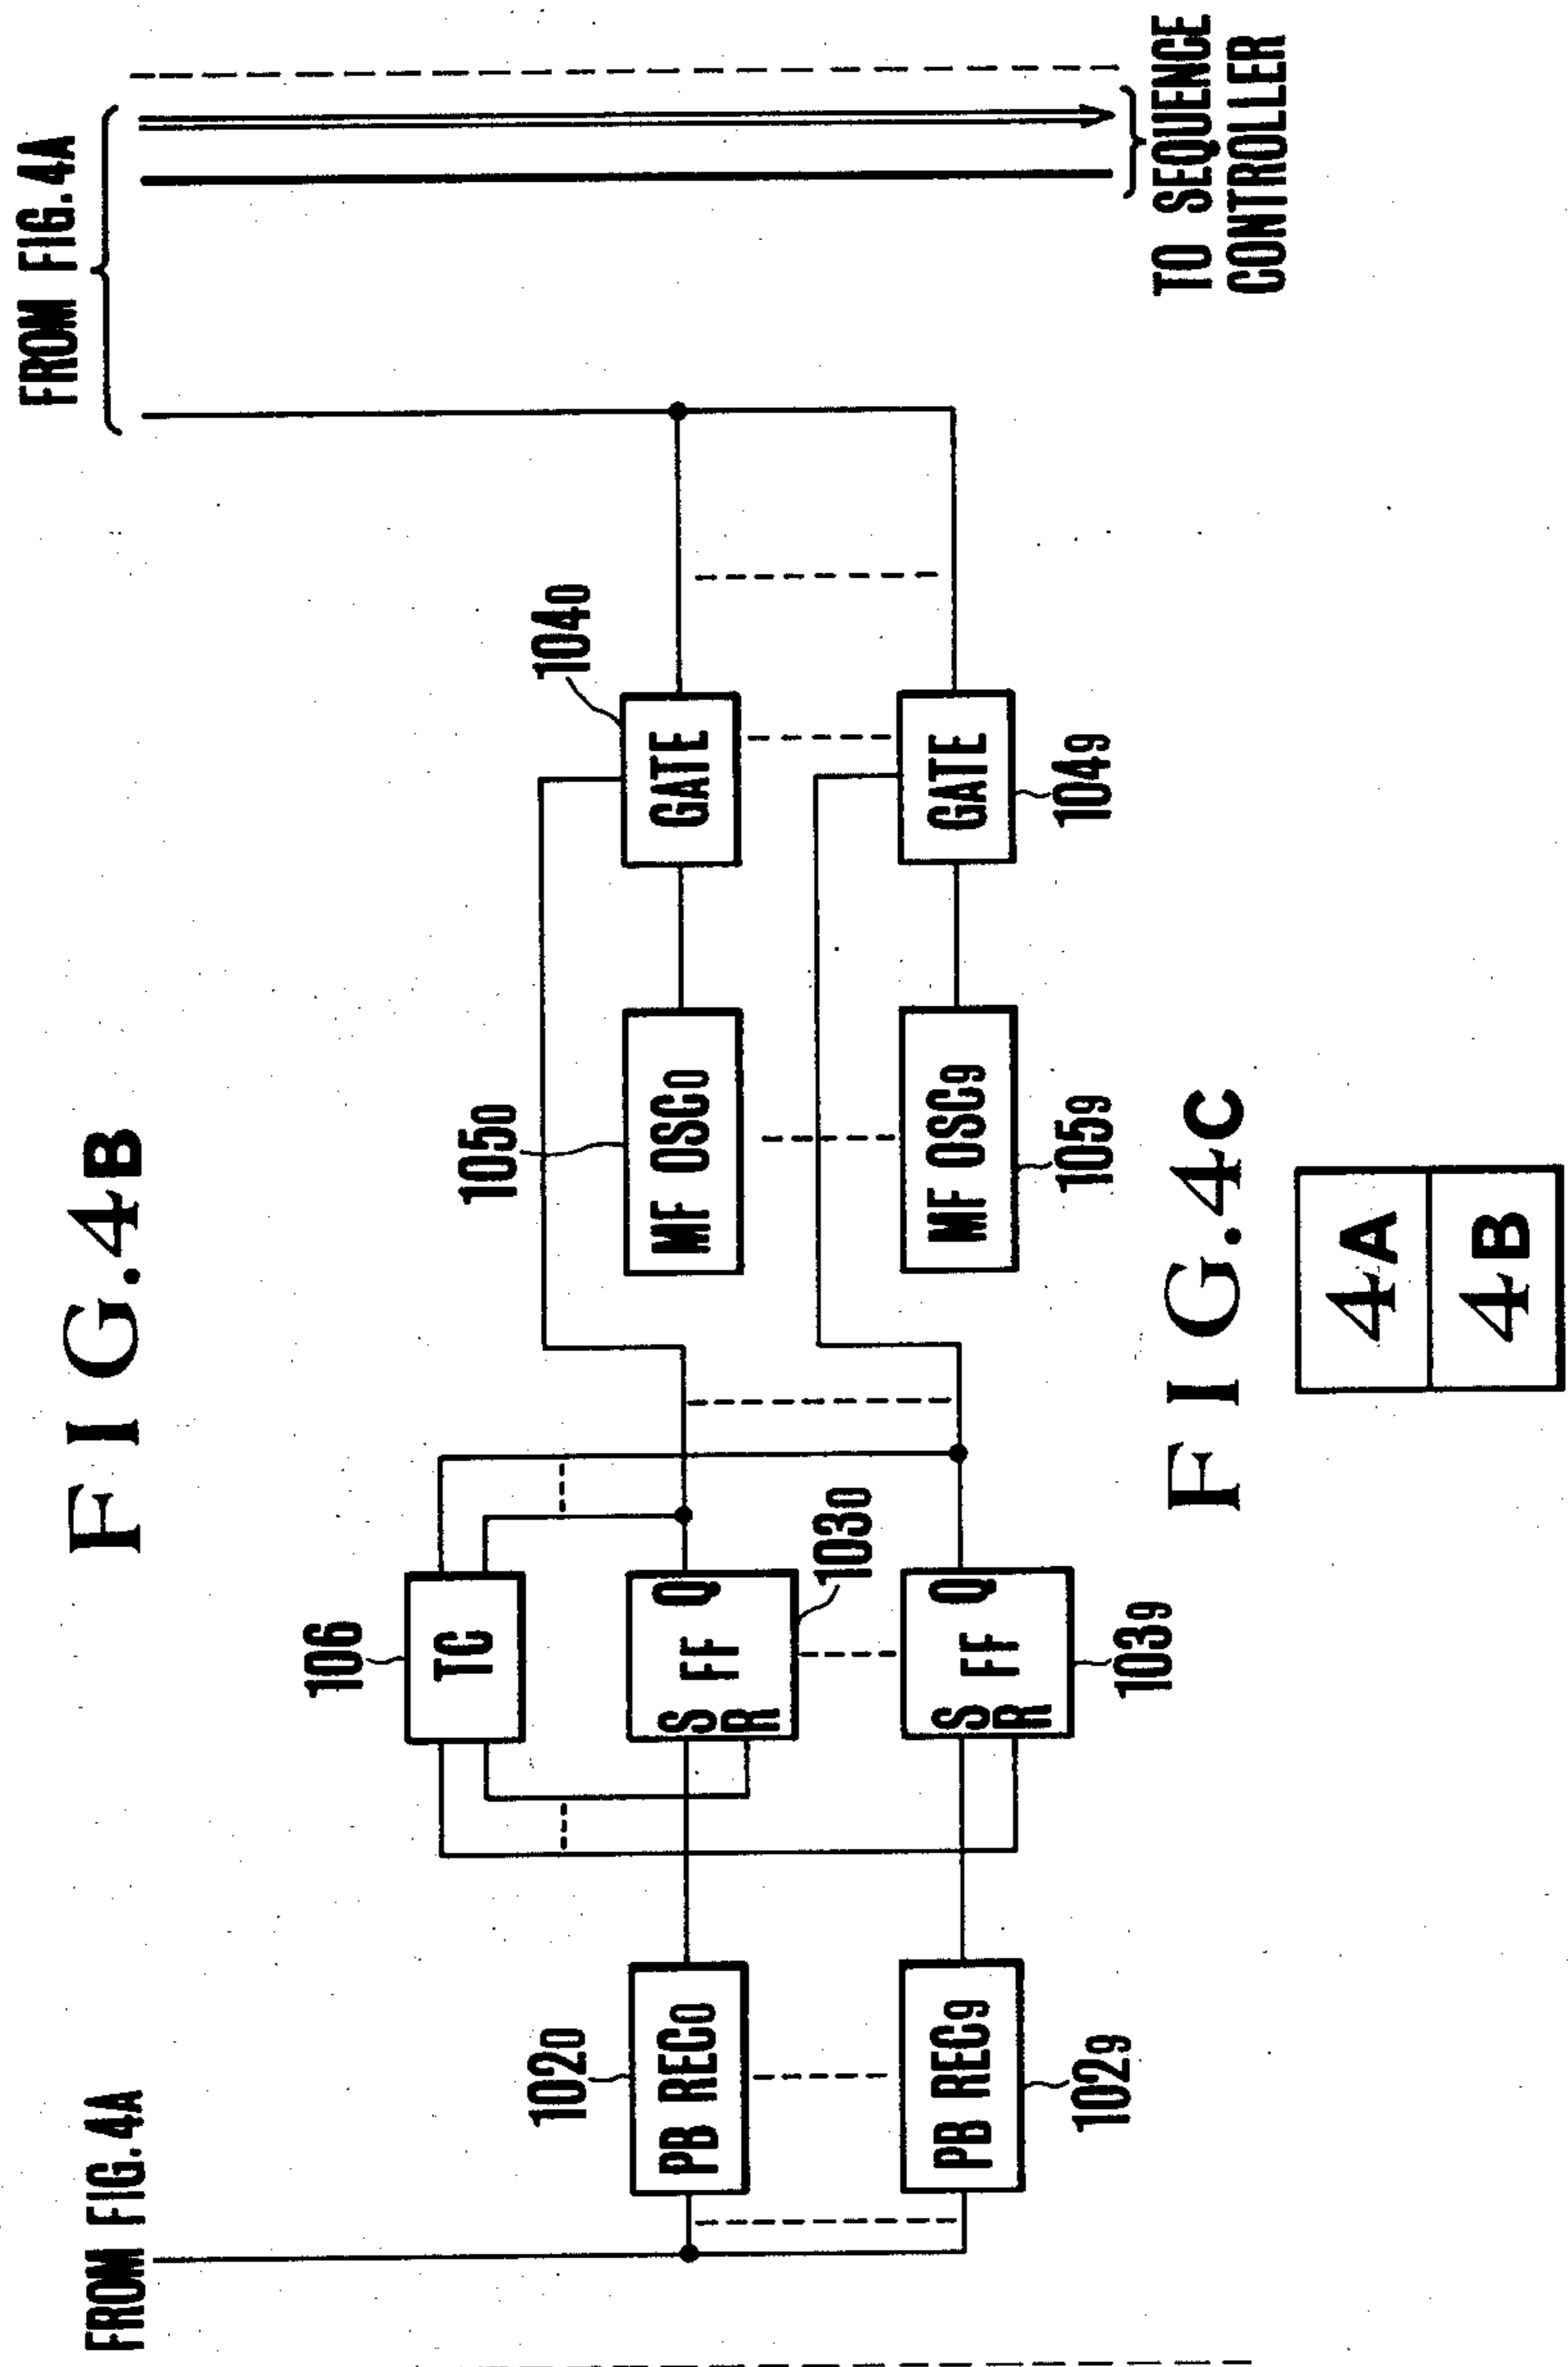 FIG.4B
FROM FIG.4A
FROM FIG.4A
106
TC
102₀
PB REC₀
S
R
FF
Q
103₀
105₀
MF OSC₀
104₀
GATE
102₉
PB REC₉
S
R
FF
Q
103₉
MF OSC₉
105₉
GATE
104₉
TO SEQUENCE
CONTROLLER
FIG.4C
4A
4B